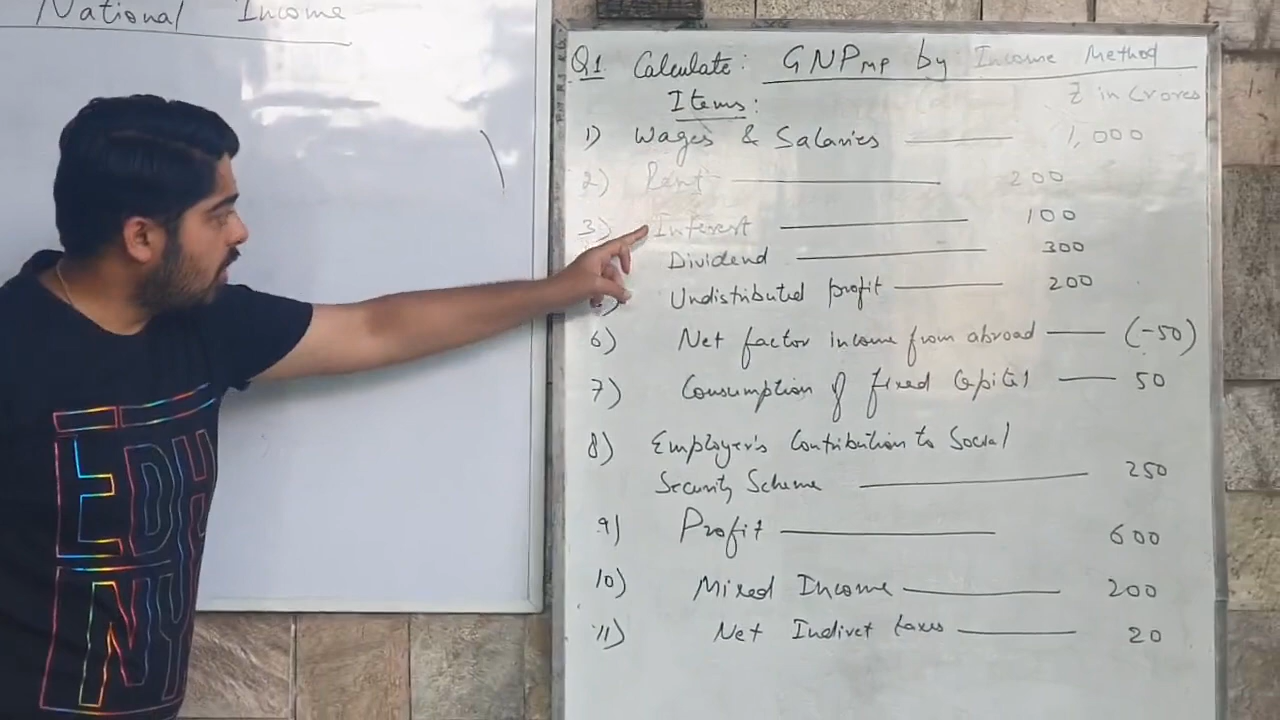 National Income
Q1 Calculate: GNPMP by Income Method
Items: ₹ in Crores
1) Wages & Salaries 1,000
2) Rent 200
3) Interest 100
Dividend 300
Undistributed profit 200
6) Net factor income from abroad (-50)
7) Consumption of fixed Capital 50
8) Employer's Contribution to Social
Security Scheme 250
9) Profit 600
10) Mixed Income 200
11) Net Indirect taxes 20
EDH
NY